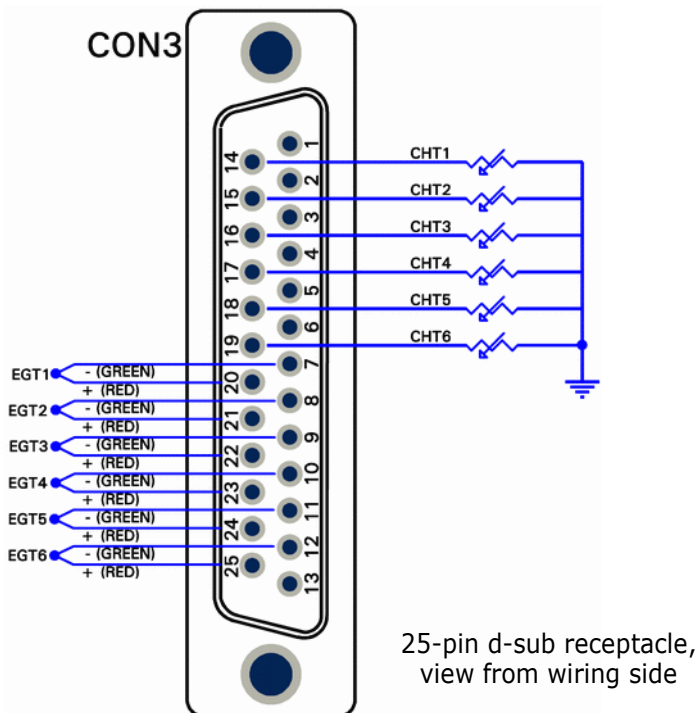 CON3
1
14
CHT1
2
15
CHT2
3
16
CHT3
4
17
CHT4
5
18
CHT5
6
19
CHT6
7
EGT1
- (GREEN)
20
+ (RED)
8
EGT2
- (GREEN)
21
+ (RED)
9
EGT3
- (GREEN)
22
+ (RED)
10
EGT4
- (GREEN)
23
+ (RED)
11
EGT5
- (GREEN)
24
+ (RED)
12
EGT6
- (GREEN)
25
+ (RED)
13
25-pin d-sub receptacle,
view from wiring side